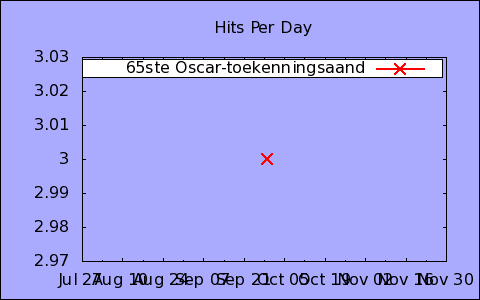 Hits Per Day
65ste Oscar-toekenningsaand
3.03
3.02
3.01
3
2.99
2.98
2.97
Jul 27 Aug 10 Aug 24 Sep 07 Sep 21 Oct 05 Oct 19 Nov 02 Nov 16 Nov 30